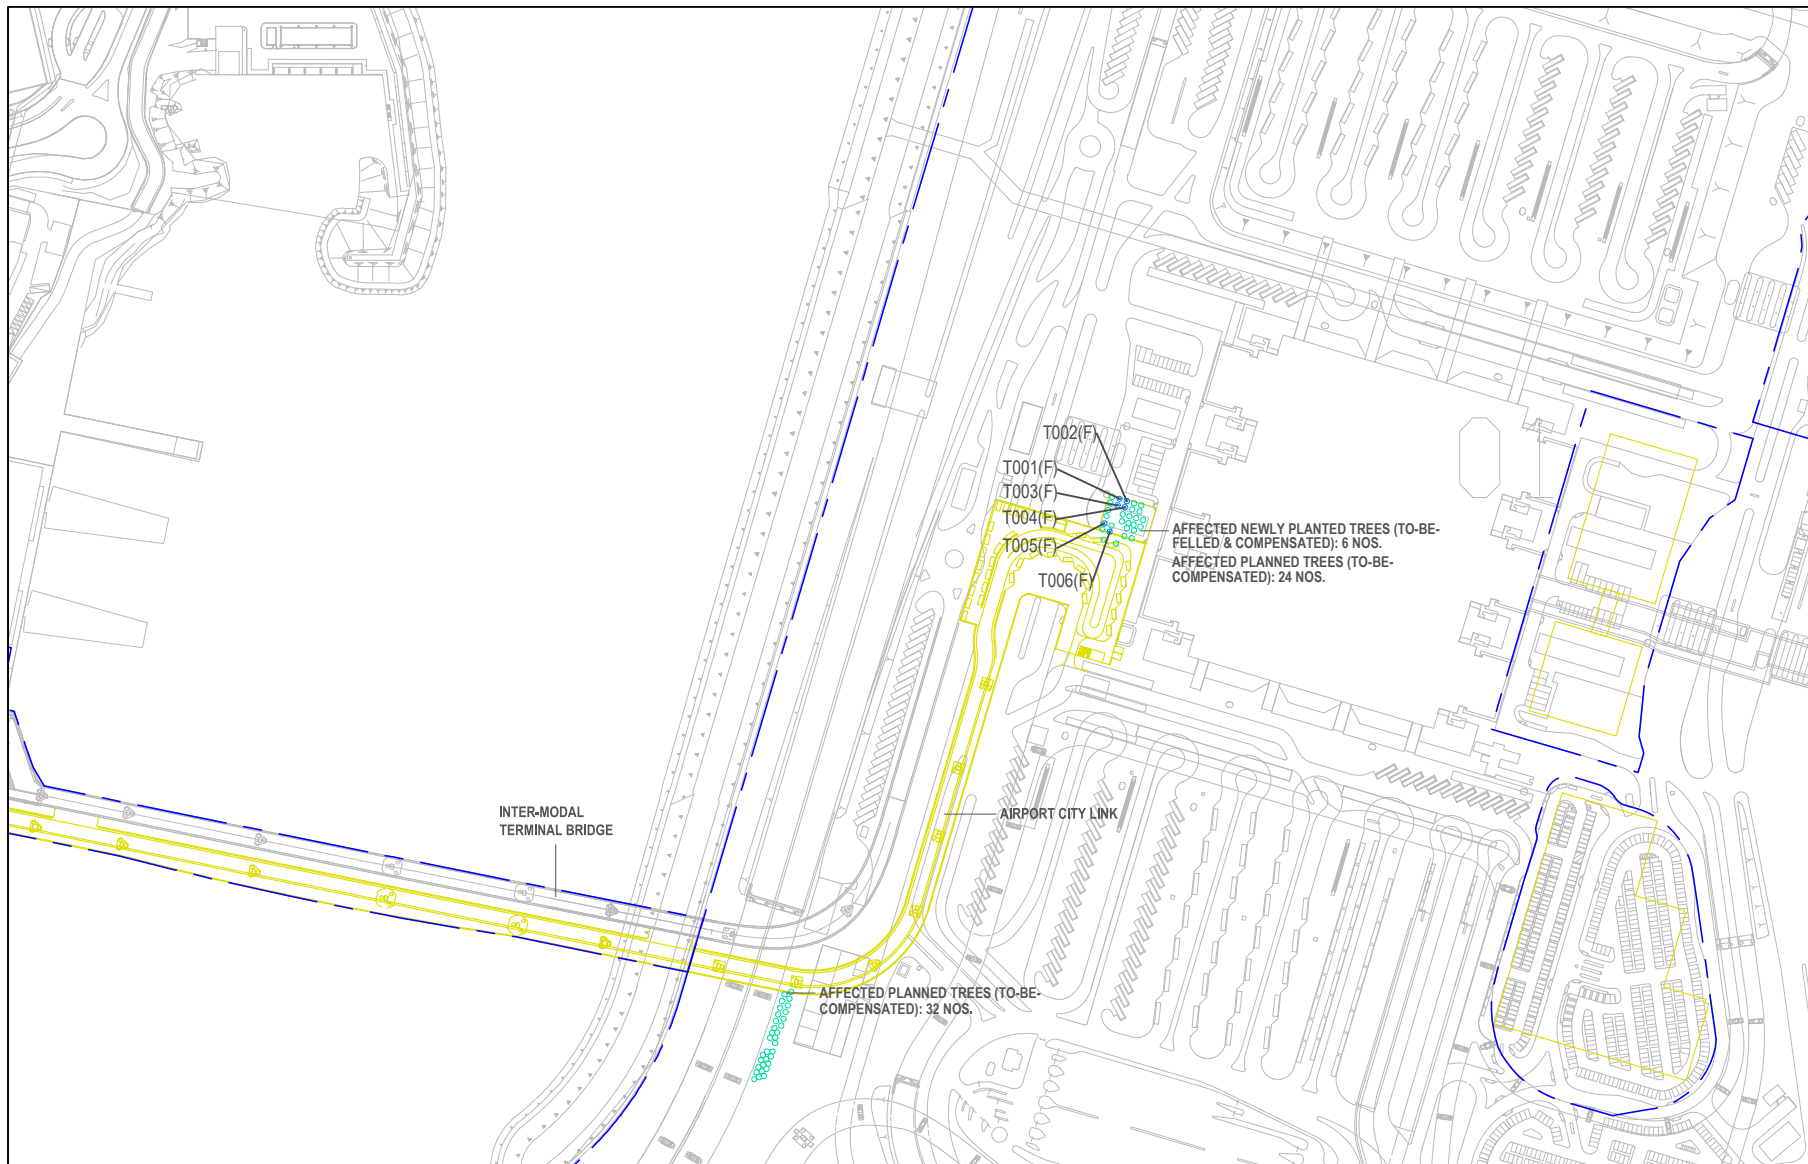 T002(F)
T001(F)
T003(F)
T004(F)
T005(F)
T006(F)
AFFECTED NEWLY PLANTED TREES (TO-BE-
FELLED & COMPENSATED): 6 NOS.
AFFECTED PLANNED TREES (TO-BE-
COMPENSATED): 24 NOS.
INTER-MODAL
TERMINAL BRIDGE
AIRPORT CITY LINK
AFFECTED PLANNED TREES (TO-BE-
COMPENSATED): 32 NOS.